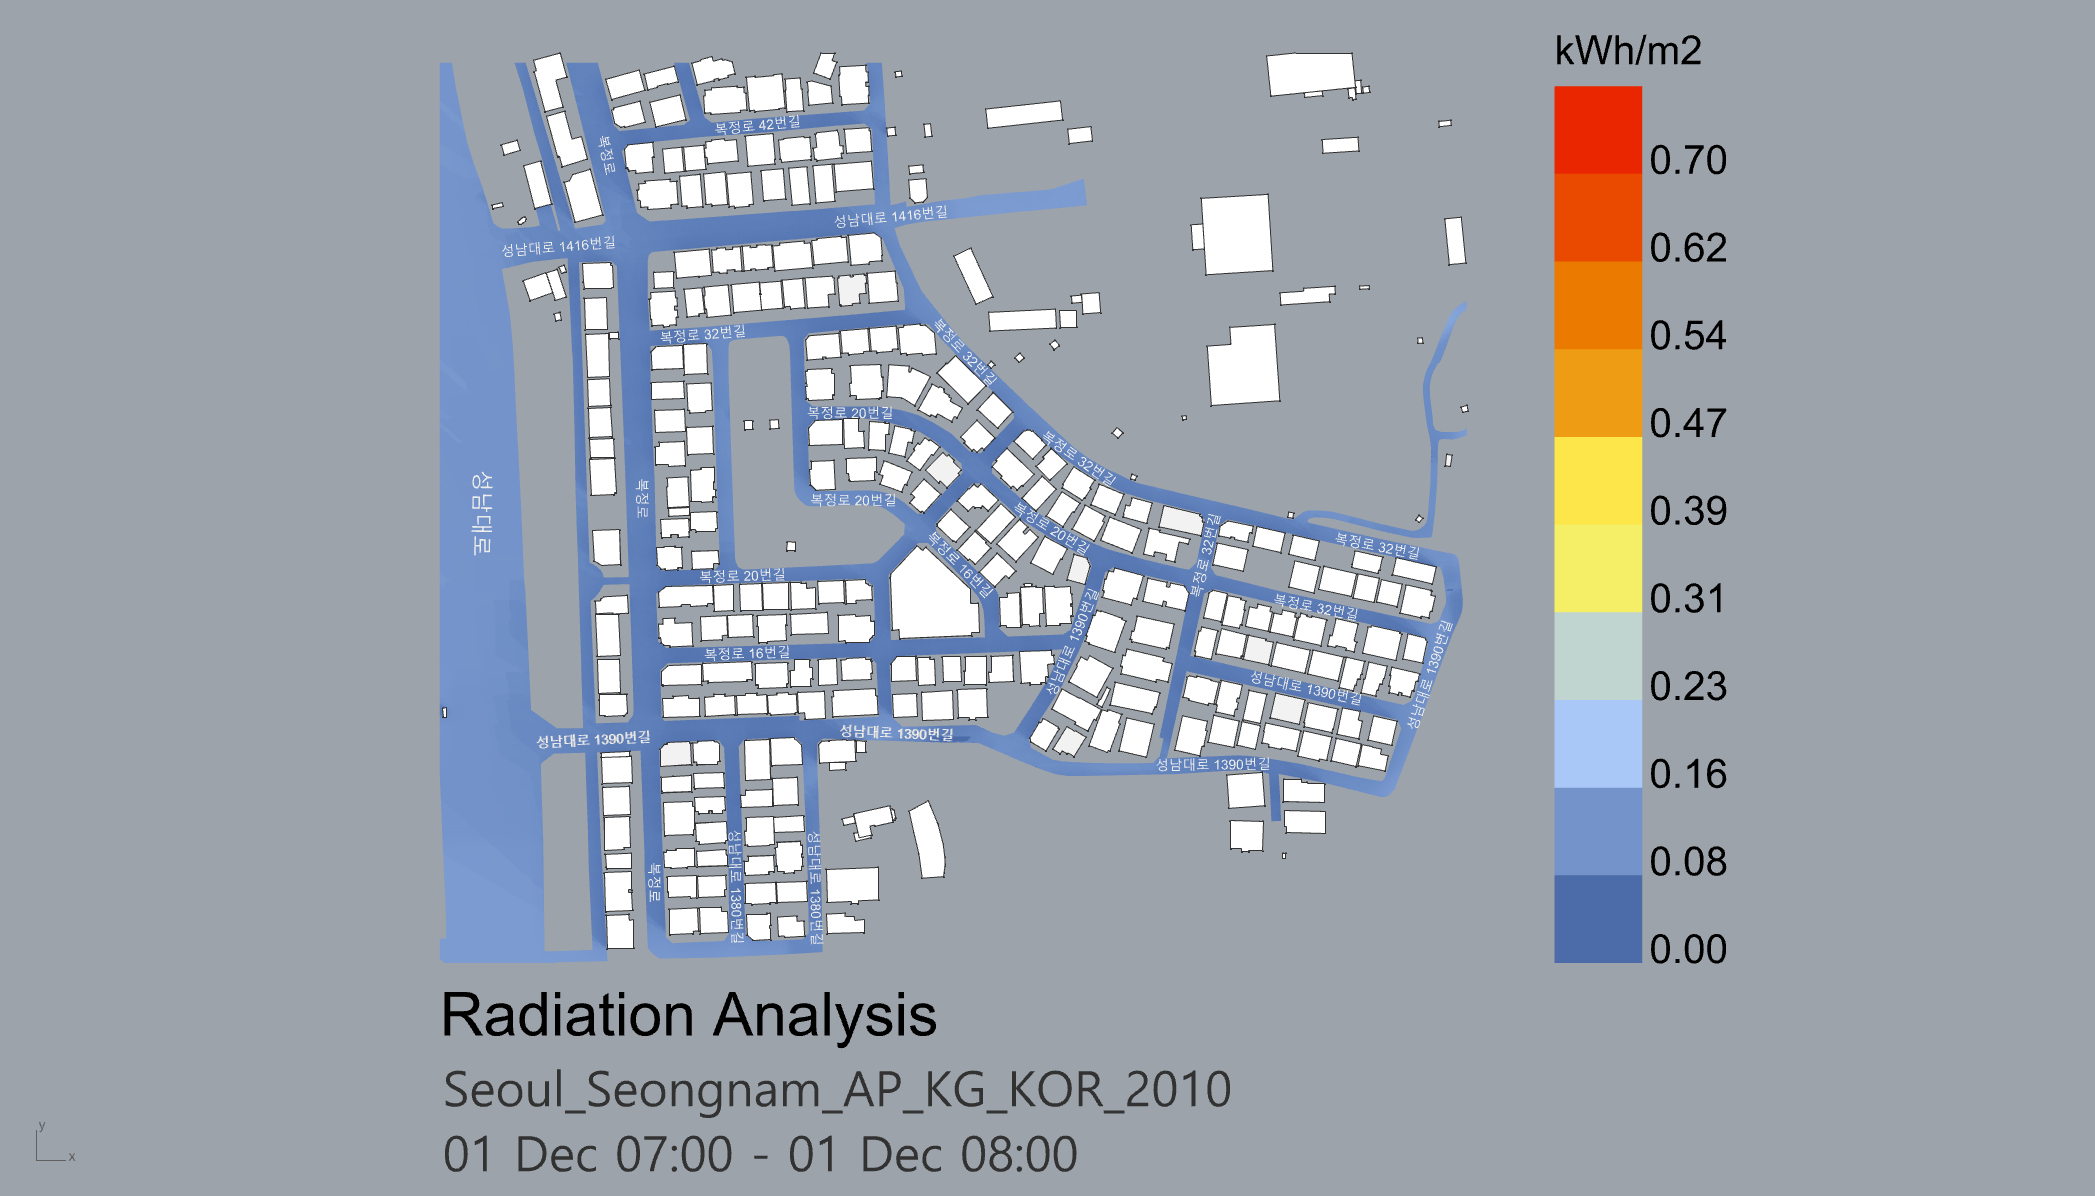 kWh/m2
0.70
0.62
0.54
0.47
0.39
0.31
0.23
0.16
0.08
0.00
복정로 42번길
복정로
성남대로 1416번길
성남대로 1416번길
복정로 32번길
복정로 32번길
복정로 20번길
복정로 32번길
성남대로
복정로
복정로 20번길
복정로 20번길
복정로 32번길
복정로 32번길
복정로 16번길
복정로 20번길
복정로 32번길
성남대로 1390번길
복정로 16번길
성남대로 1390번길
성남대로 1390번길
성남대로 1390번길
성남대로 1390번길
성남대로 1390번길
복정로
성남대로 1380번길
성남대로 1380번길
Radiation Analysis
Seoul_Seongnam_AP_KG_KOR_2010
01 Dec 07:00 - 01 Dec 08:00
y
x